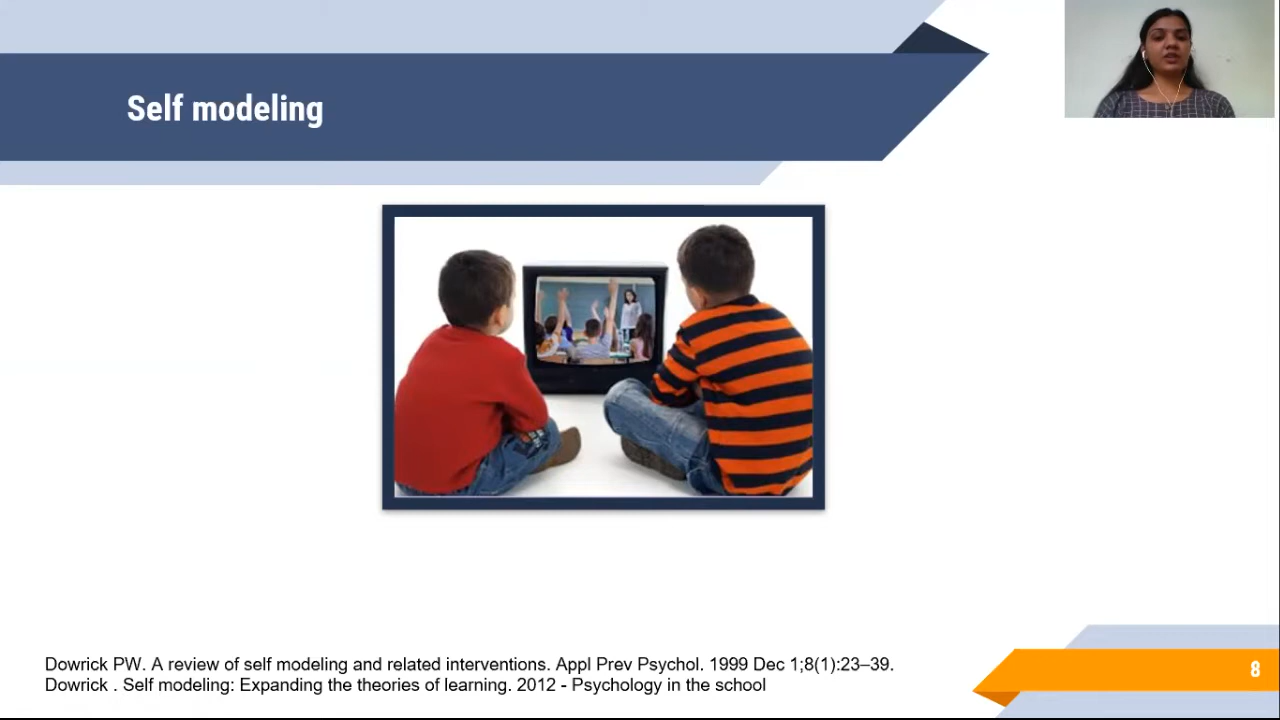 Self modeling
Dowrick PW. A review of self modeling and related interventions. Appl Prev Psychol. 1999 Dec 1;8(1):23–39.
Dowrick . Self modeling: Expanding the theories of learning. 2012 - Psychology in the school
8